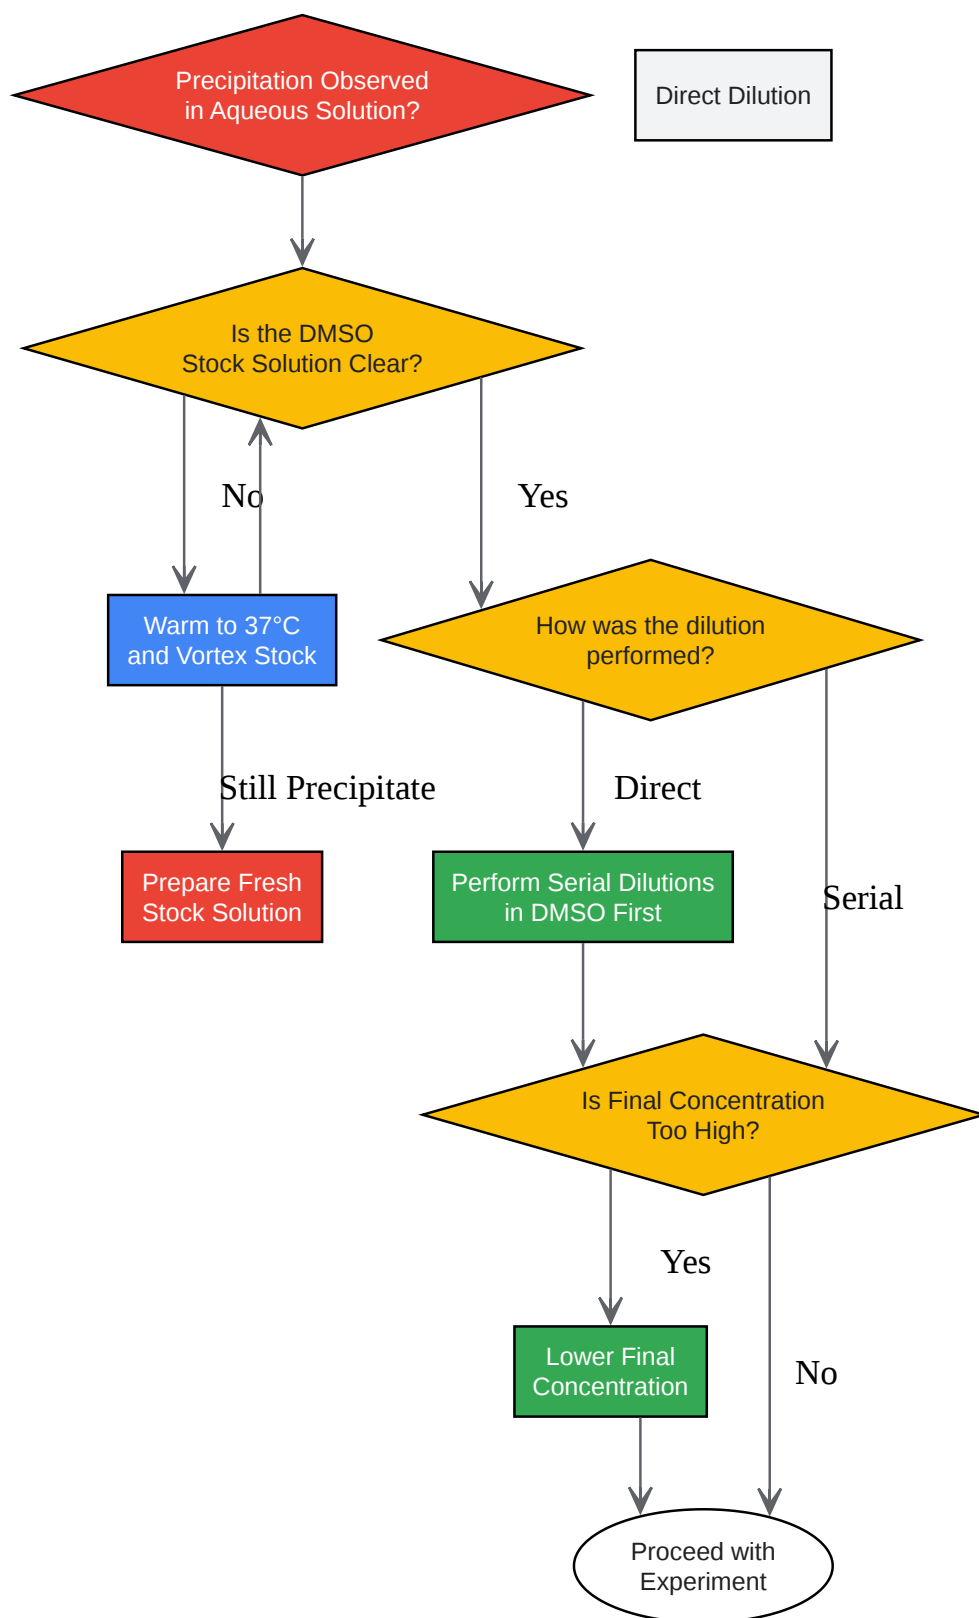 Precipitation Observed
in Aqueous Solution?
Direct Dilution
Is the DMSO
Stock Solution Clear?
No
Yes
Warm to 37°C
and Vortex Stock
How was the dilution
performed?
Still Precipitate
Direct
Prepare Fresh
Stock Solution
Perform Serial Dilutions
in DMSO First
Serial
Is Final Concentration
Too High?
Yes
Lower Final
Concentration
No
Proceed with
Experiment